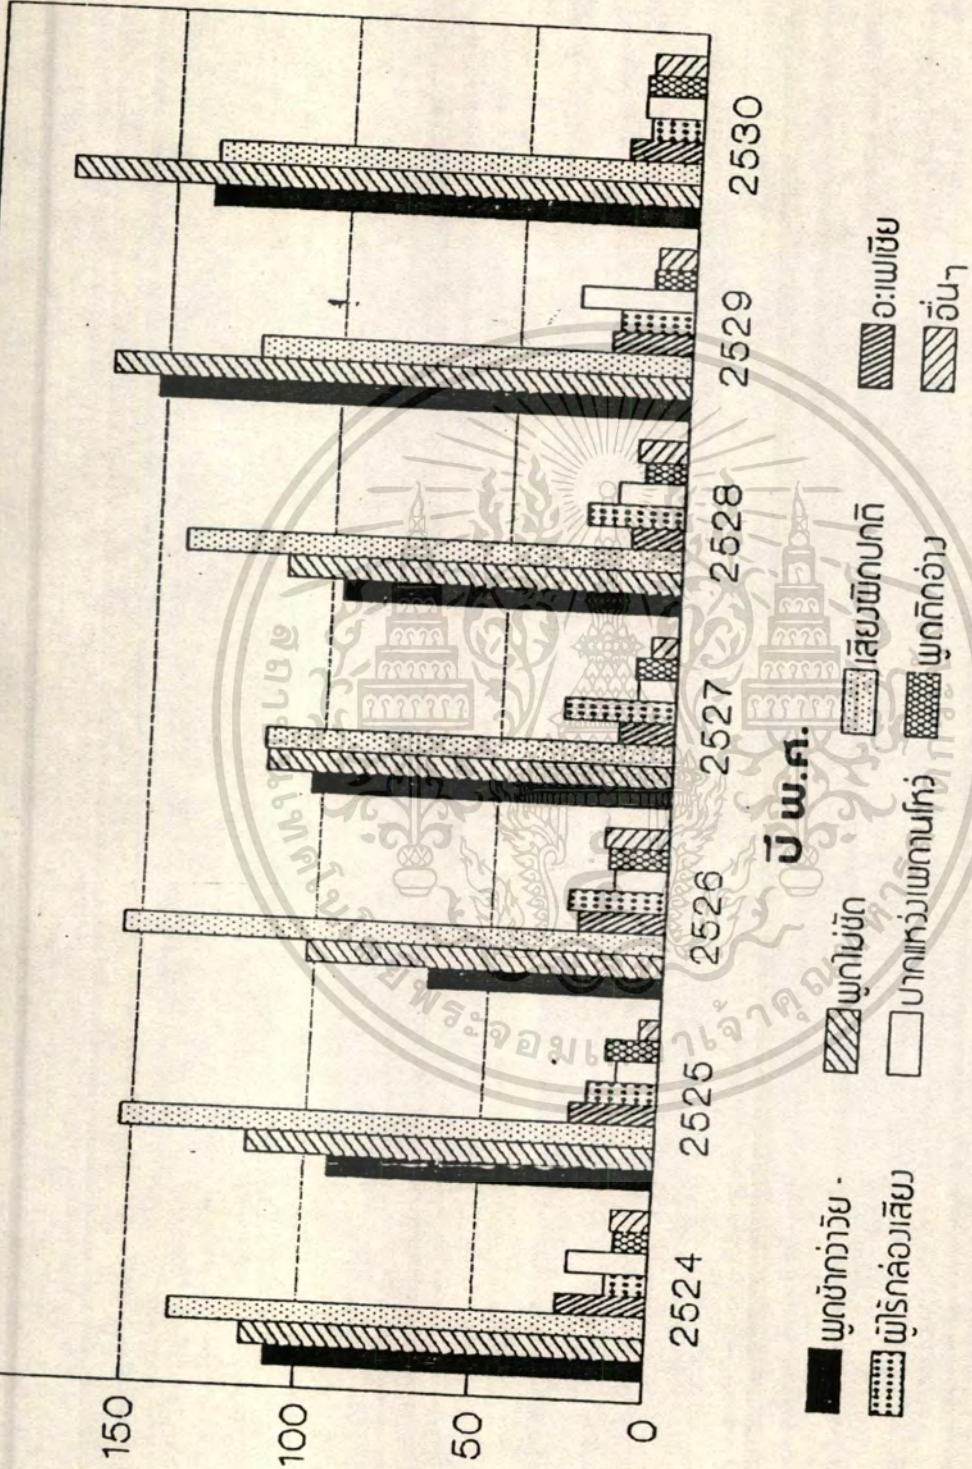 150
100
50
0
2524 2525 2526 2527 2528 2529 2530
ปี พ.ศ.
พูดช้ากว่าวัย พูดไม่ชัด เสียงผิดปกติ อะเฟเซีย
ผู้ไร้กล่องเสียง ปากแหว่งเพดานโหว่ พูดติดอ่าง อื่นๆ